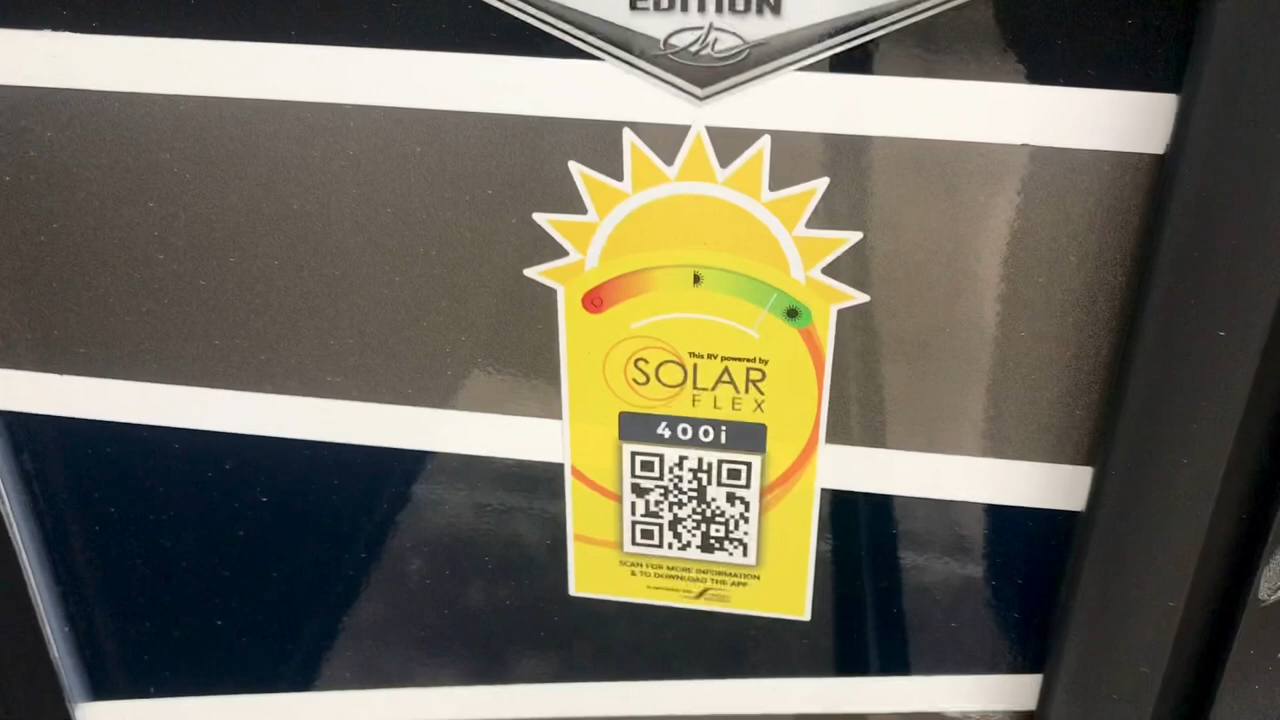 EDITION
This RV powered by
SOLAR
FLEX
400i
SCAN FOR MORE INFORMATION
& TO DOWNLOAD THE APP